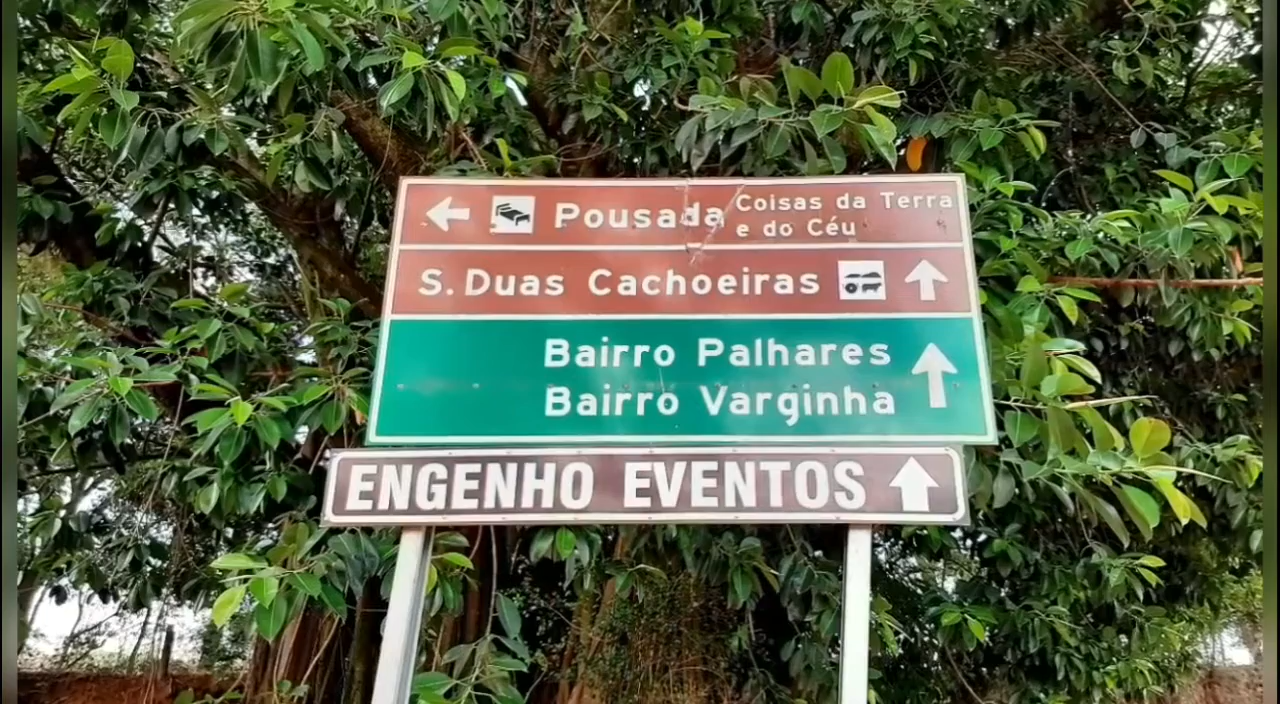 Pousada Coisas da Terra
e do Céu
S. Duas Cachoeiras
Bairro Palhares
Bairro Varginha
ENGENHO EVENTOS